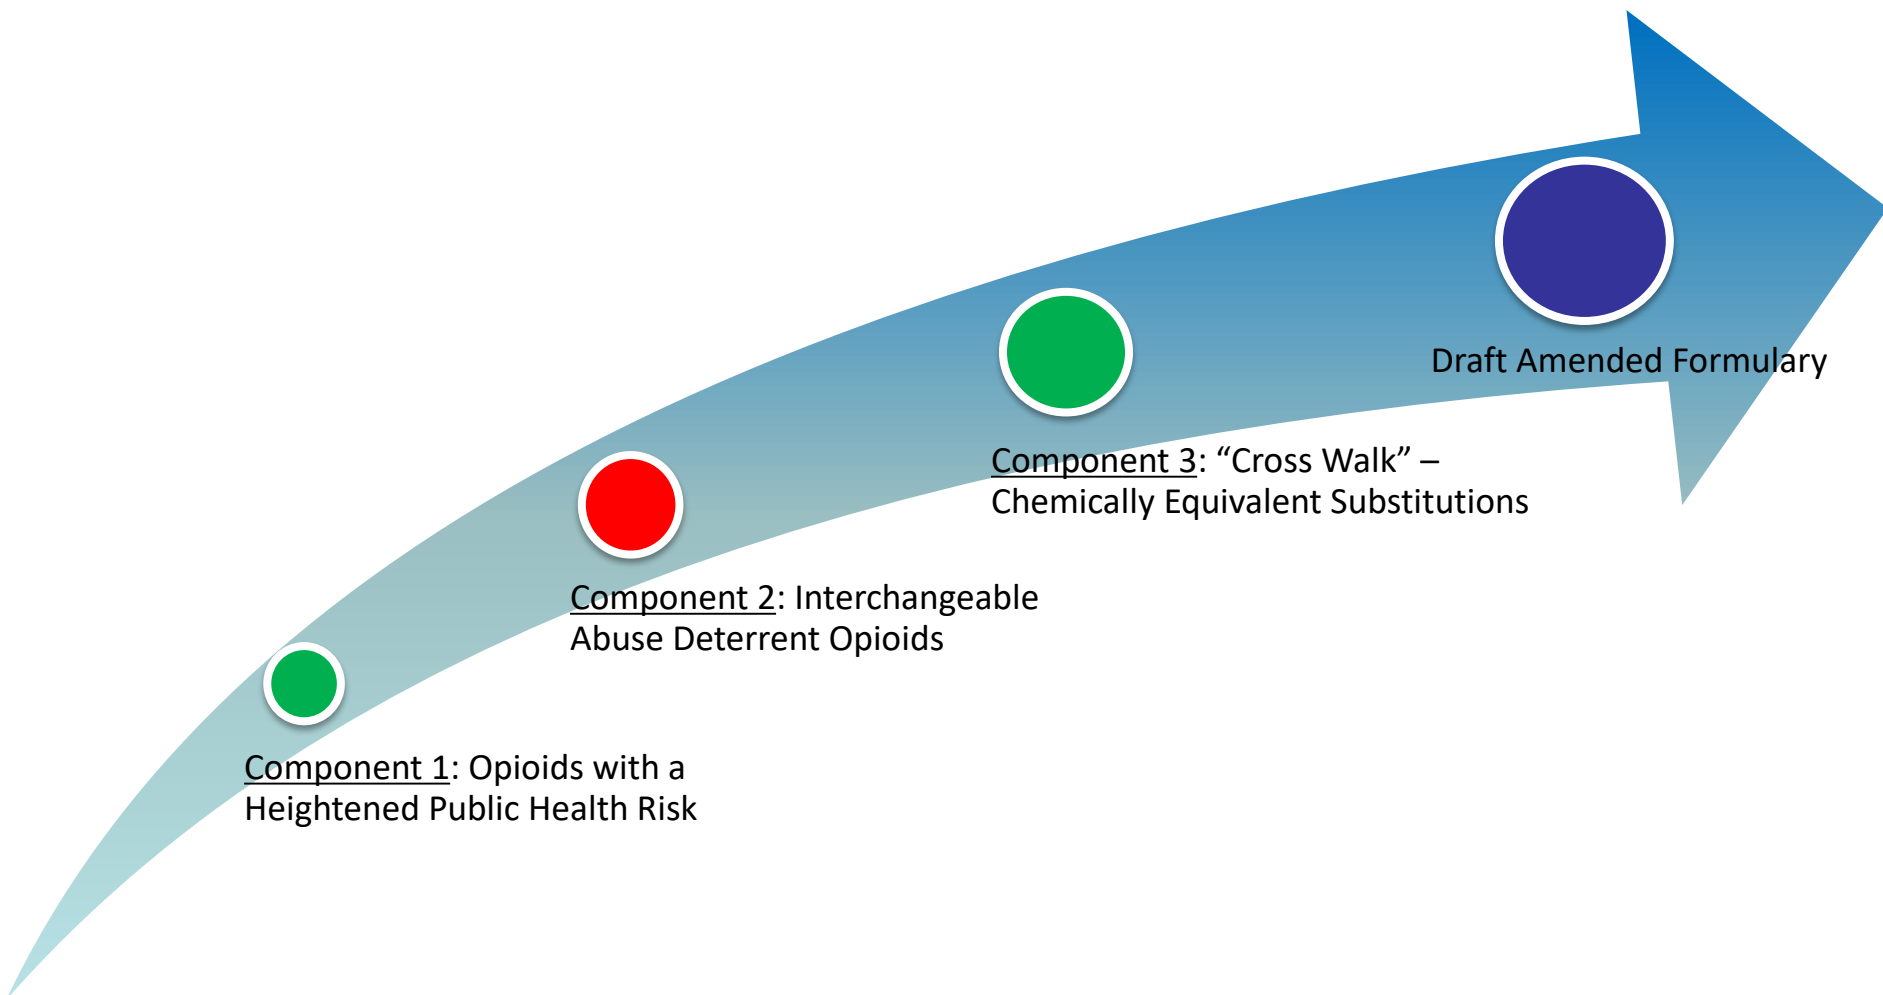 Draft Amended Formulary
Component 3: “Cross Walk” –
Chemically Equivalent Substitutions
Component 2: Interchangeable
Abuse Deterrent Opioids
Component 1: Opioids with a
Heightened Public Health Risk